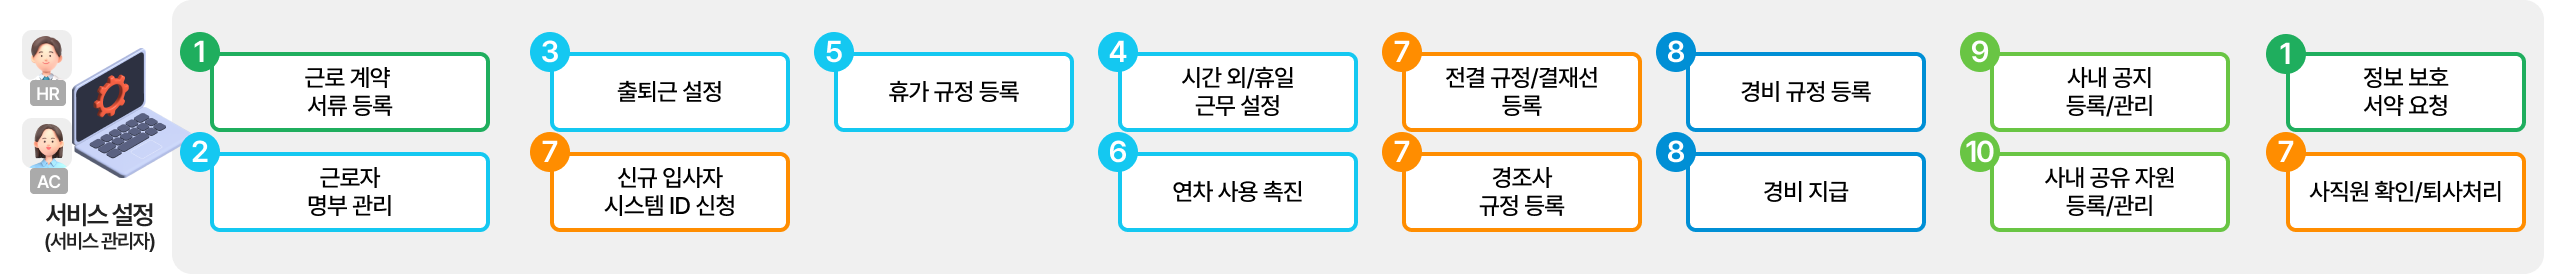 HR
AC
서비스 설정
(서비스 관리자)
1
근로 계약
서류 등록
2
근로자
명부 관리
3
출퇴근 설정
7
신규 입사자
시스템 ID 신청
5
휴가 규정 등록
4
시간 외/휴일
근무 설정
6
연차 사용 촉진
7
전결 규정/결재선
등록
7
경조사
규정 등록
8
경비 규정 등록
8
경비 지급
9
사내 공지
등록/관리
10
사내 공유 자원
등록/관리
1
정보 보호
서약 요청
7
사직원 확인/퇴사처리